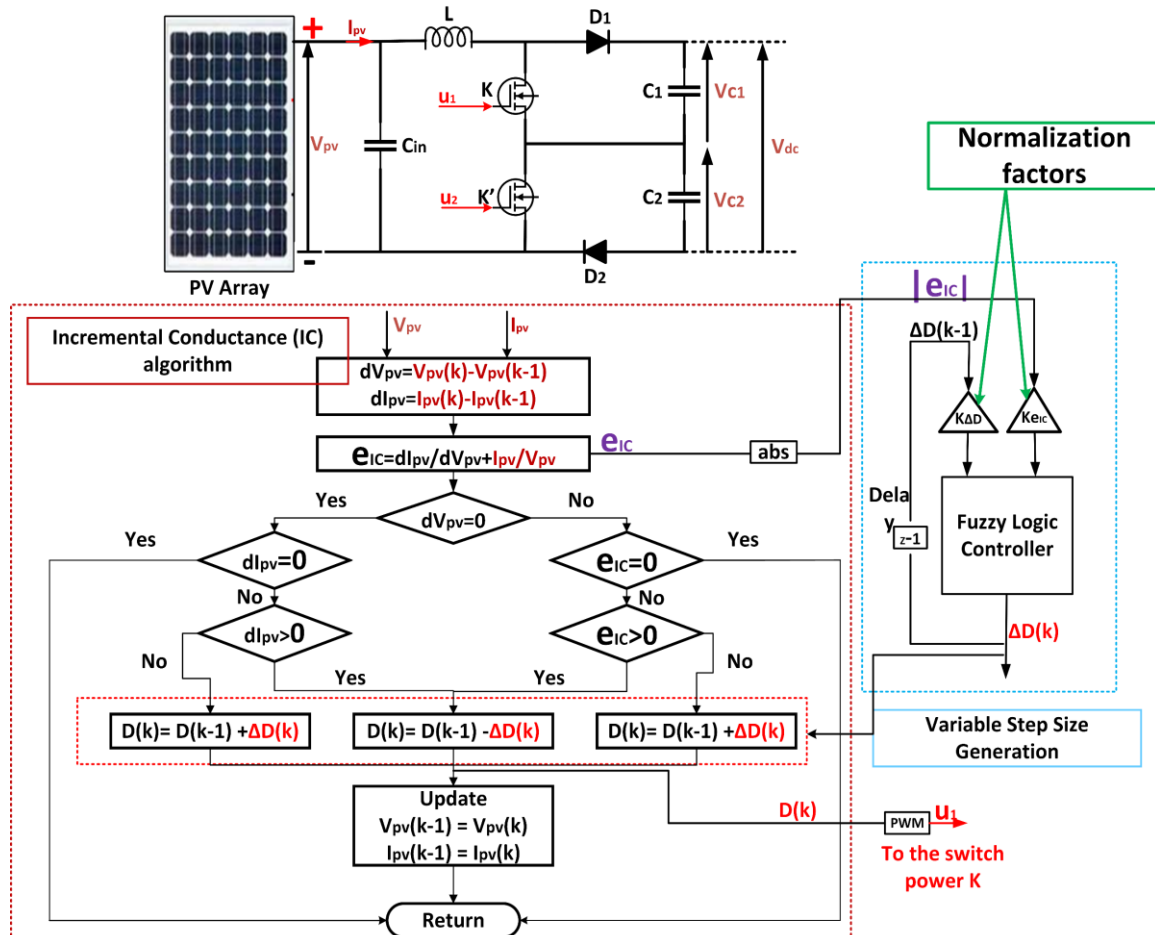 L
D1
+
Ipv
K
u1
C1
Vc1
Vpv
Cin
Vdc
K'
u2
C2
Vc2
-
D2
PV Array
Normalization
factors
|eIC|
Incremental Conductance (IC)
algorithm
Vpv
Ipv
dVpv=Vpv(k)-Vpv(k-1)
dIpv=Ipv(k)-Ipv(k-1)
eIC=dIpv/dVpv+Ipv/Vpv
eIC
abs
ΔD(k-1)
KΔD
KeIC
Dela
y
z-1
Fuzzy Logic
Controller
ΔD(k)
Yes
No
dVpv=0
Yes
dIpv=0
eIC=0
Yes
No
No
dIpv>0
eIC>0
No
Yes
Yes
No
D(k)= D(k-1) +ΔD(k)
D(k)= D(k-1) -ΔD(k)
D(k)= D(k-1) +ΔD(k)
Variable Step Size
Generation
Update
Vpv(k-1) = Vpv(k)
Ipv(k-1) = Ipv(k)
D(k)
PWM
u1
To the switch
power K
Return